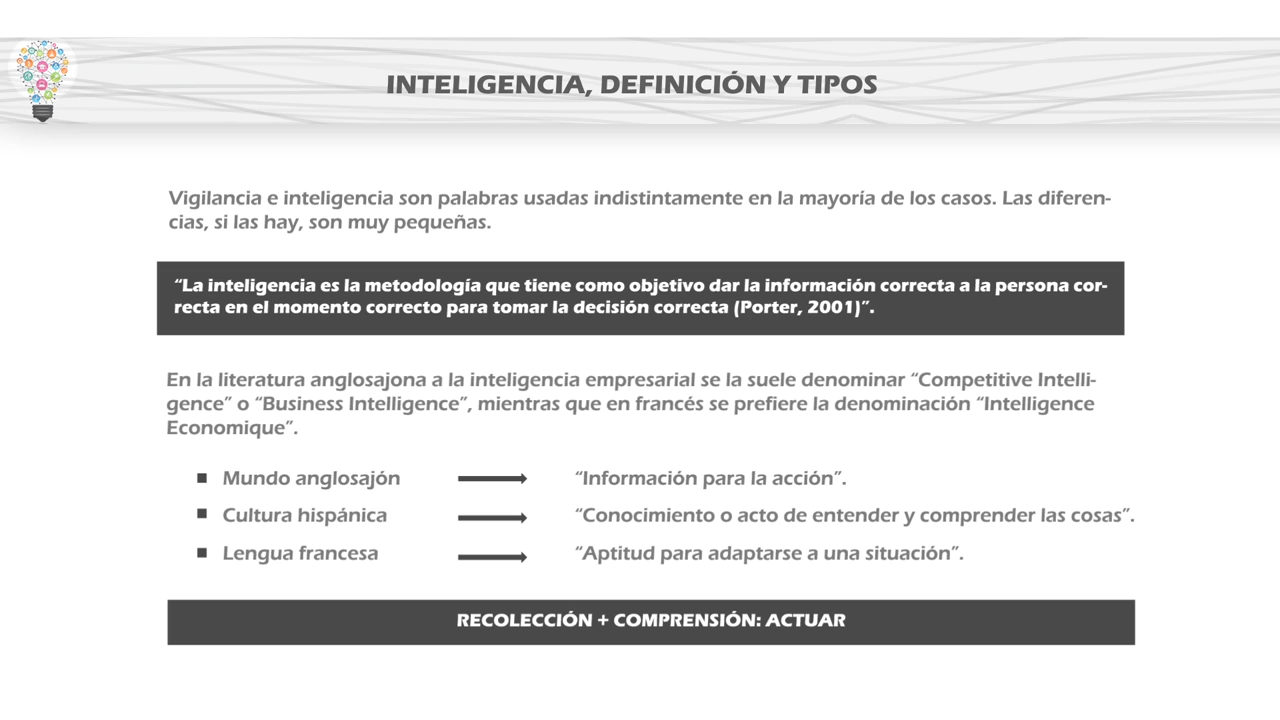 INTELIGENCIA, DEFINICIÓN Y TIPOS
Vigilancia e inteligencia son palabras usadas indistintamente en la mayoría de los casos. Las diferen-
cias, si las hay, son muy pequeñas.
“La inteligencia es la metodología que tiene como objetivo dar la información correcta a la persona cor-
recta en el momento correcto para tomar la decisión correcta (Porter, 2001)”.
En la literatura anglosajona a la inteligencia empresarial se la suele denominar “Competitive Intelli-
gence” o “Business Intelligence”, mientras que en francés se prefiere la denominación “Intelligence
Economique”.
Mundo anglosajón “Información para la acción”.
Cultura hispánica “Conocimiento o acto de entender y comprender las cosas”.
Lengua francesa “Aptitud para adaptarse a una situación”.
RECOLECCIÓN + COMPRENSIÓN: ACTUAR